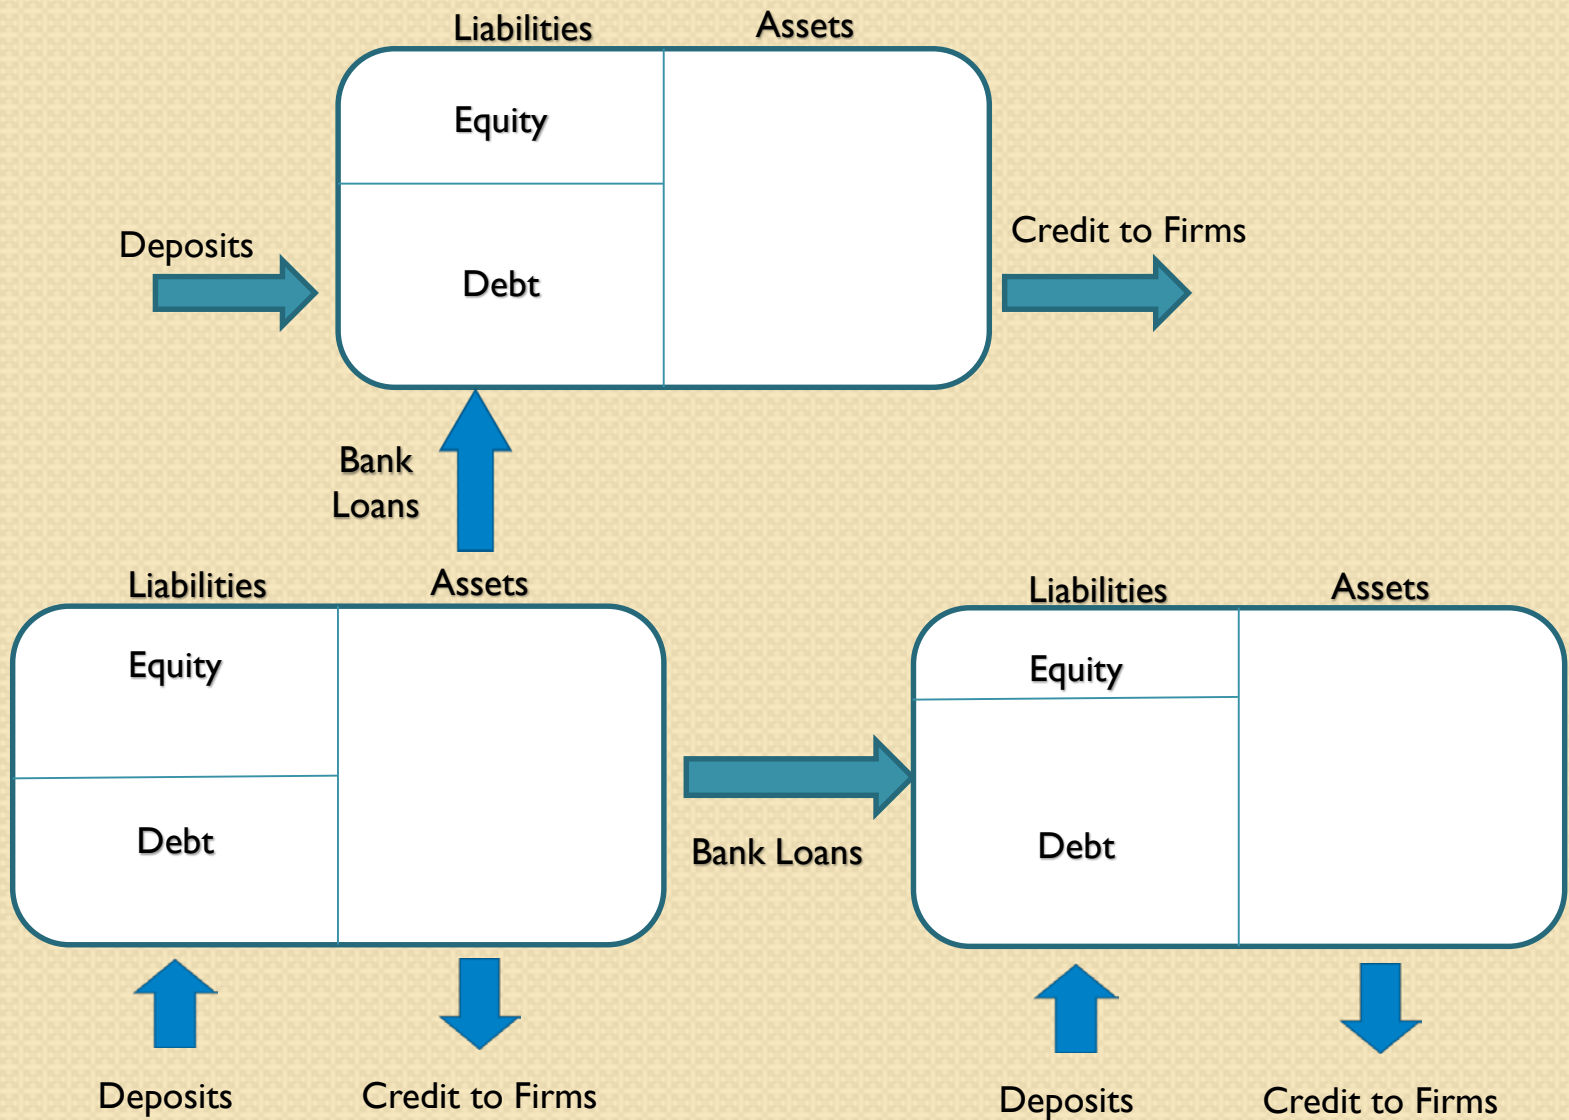 Liabilities
Assets
Equity
Deposits
Debt
Credit to Firms
Bank
Loans
Liabilities
Assets
Equity
Debt
Deposits
Credit to Firms
Bank Loans
Liabilities
Assets
Equity
Debt
Deposits
Credit to Firms